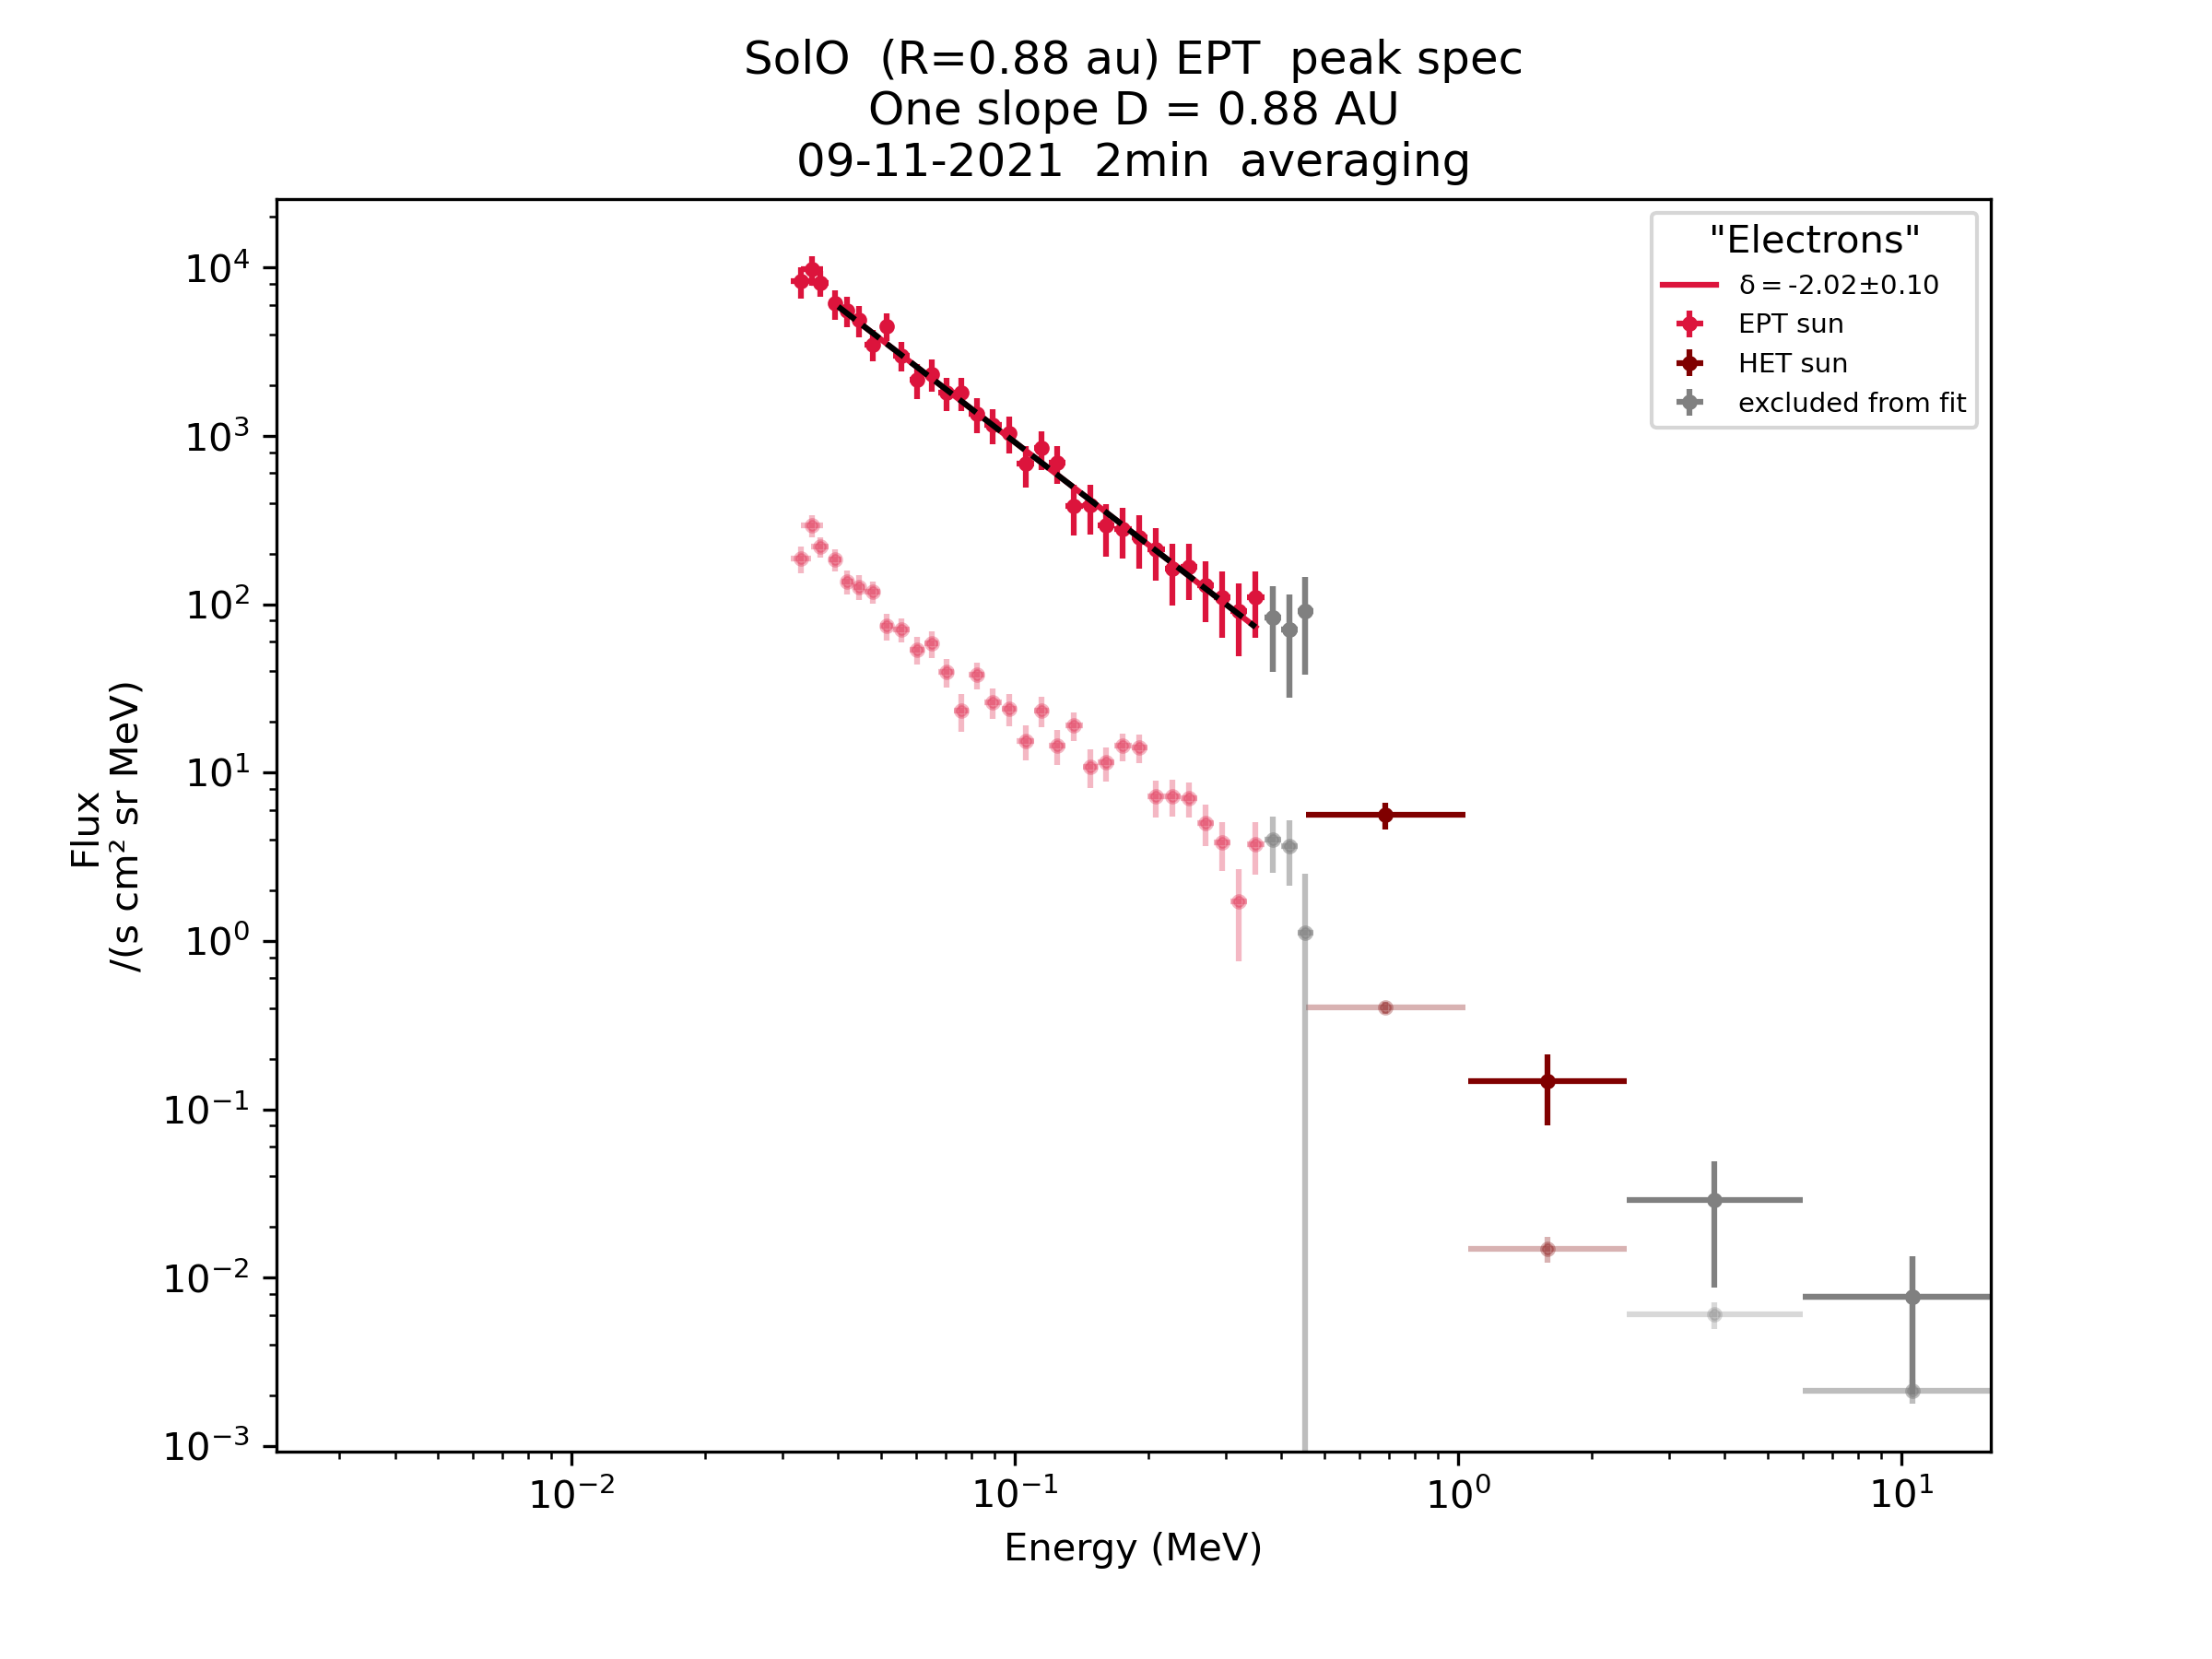 SolO (R=0.88 au) EPT peak spec
One slope D = 0.88 AU
09-11-2021 2min averaging
"Electrons"
δ = -2.02±0.10
EPT sun
HET sun
excluded from fit
10⁴
10³
10²
10¹
10⁰
10⁻¹
10⁻²
10⁻³
Flux
/(s cm² sr MeV)
10⁻²
10⁻¹
10⁰
10¹
Energy (MeV)